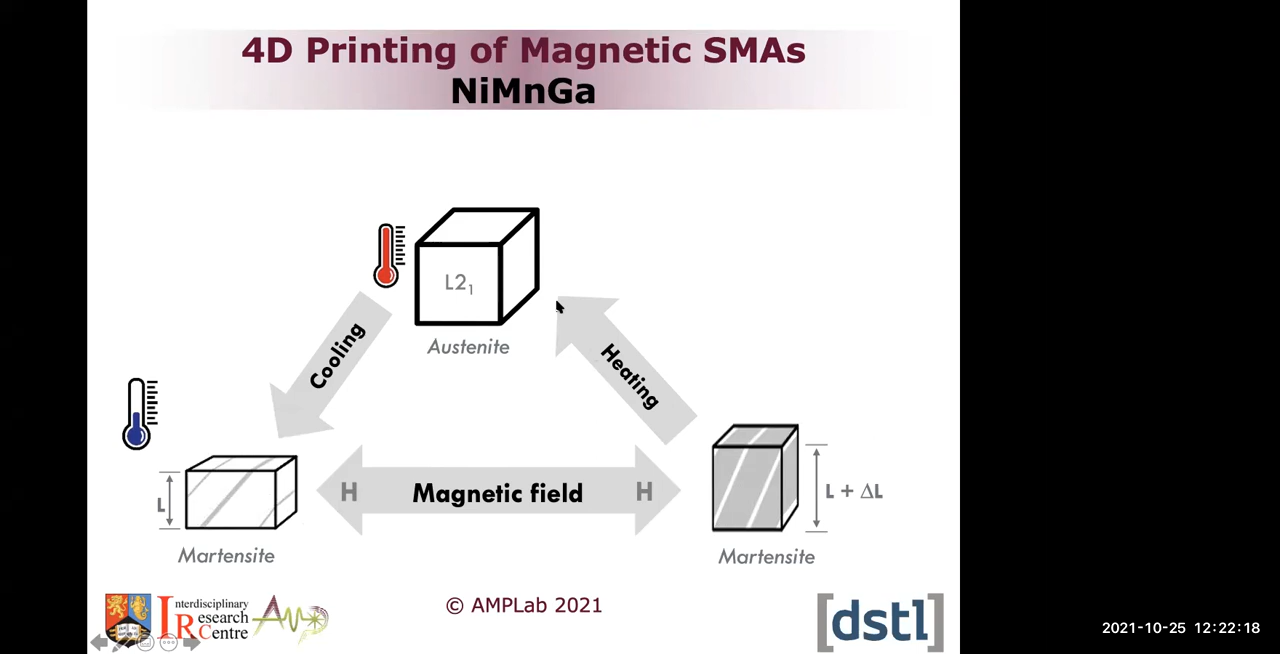 4D Printing of Magnetic SMAs
NiMnGa
L2₁
Austenite
Cooling
Heating
L
H Magnetic field H
L + ΔL
Martensite
Martensite
Interdisciplinary
Research
Centre
AMP
© AMPLab 2021
[dstl]
2021-10-25 12:22:18